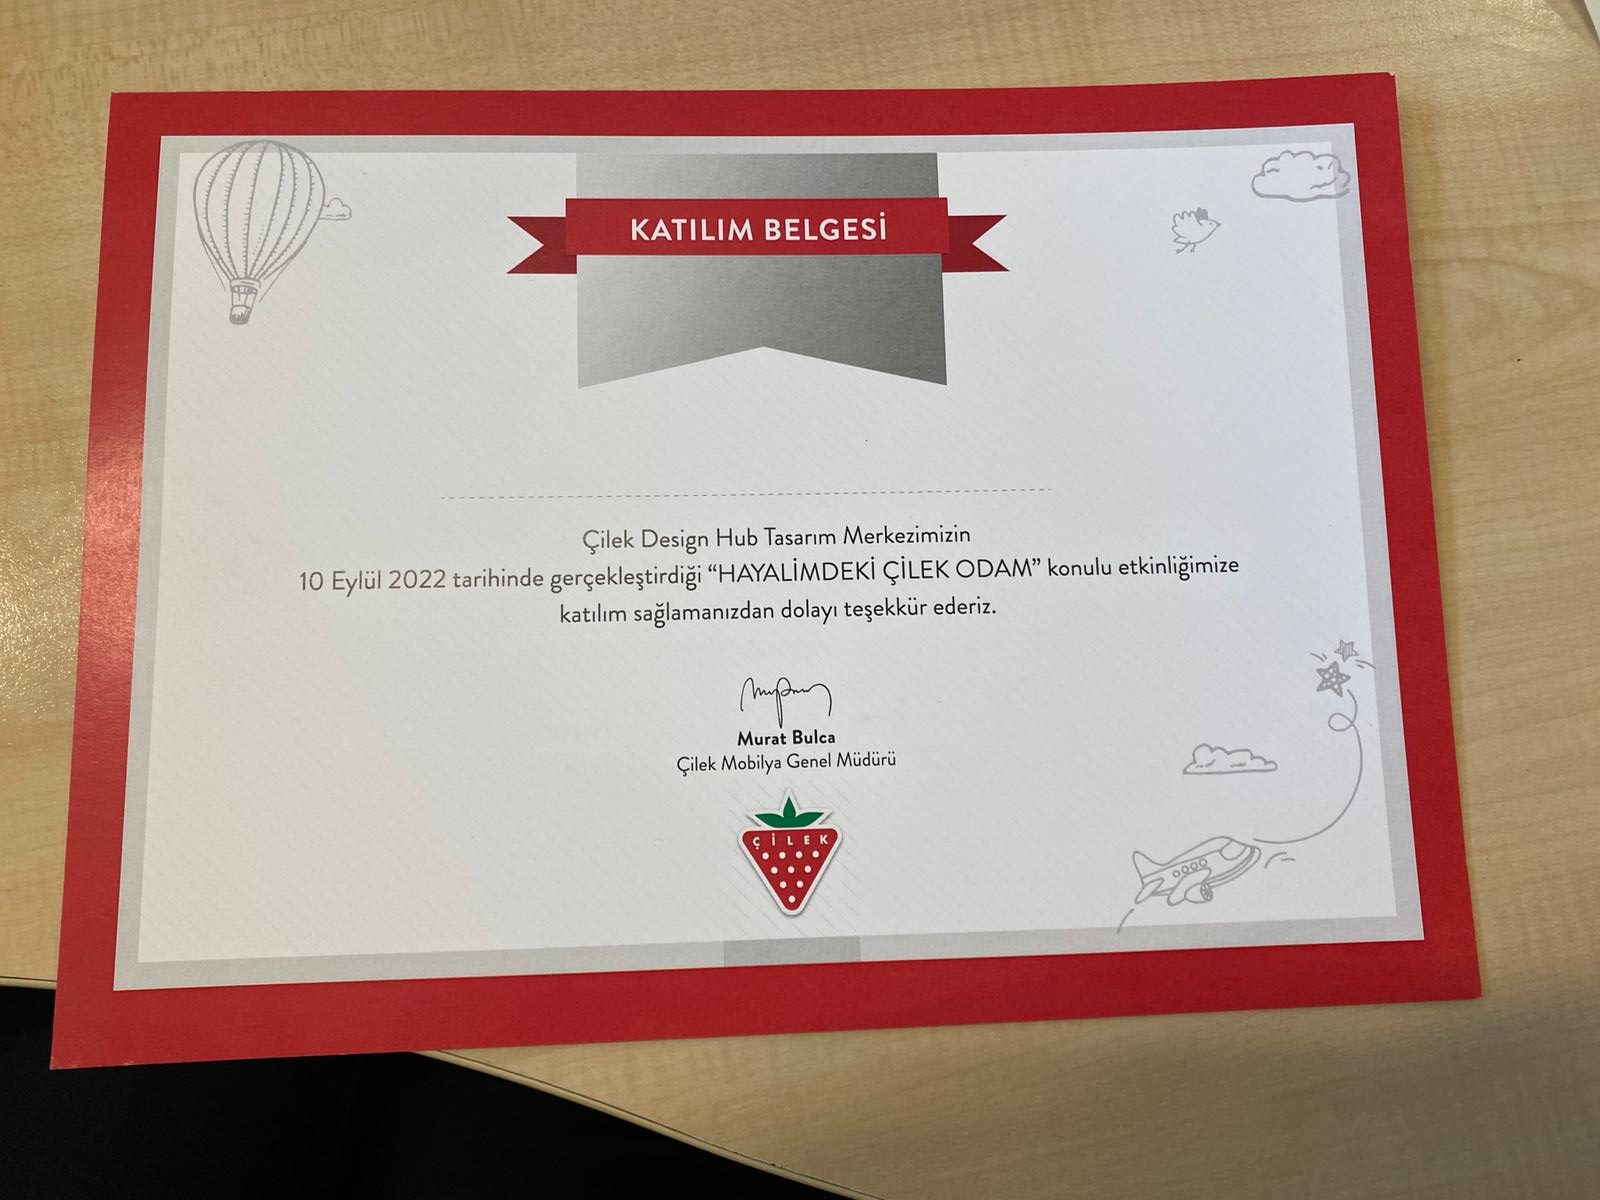 KATILIM BELGESİ
Çilek Design Hub Tasarım Merkezimizin
10 Eylül 2022 tarihinde gerçekleştirdiği “HAYALİMDEKİ ÇİLEK ODAM” konulu etkinliğimize
katılım sağlamanızdan dolayı teşekkür ederiz.
Murat Bulca
Çilek Mobilya Genel Müdürü
ÇİLEK